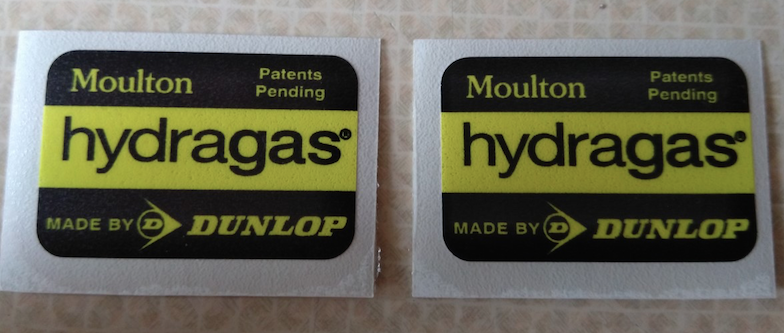 Moulton Patents Pending
hydragas
MADE BY D DUNLOP
Moulton Patents Pending
hydragas
MADE BY D DUNLOP